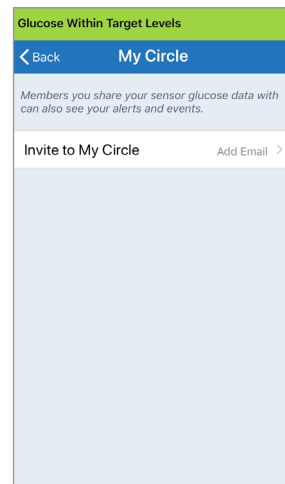 Glucose Within Target Levels
Back My Circle
Members you share your sensor glucose data with
can also see your alerts and events.
Invite to My Circle Add Email